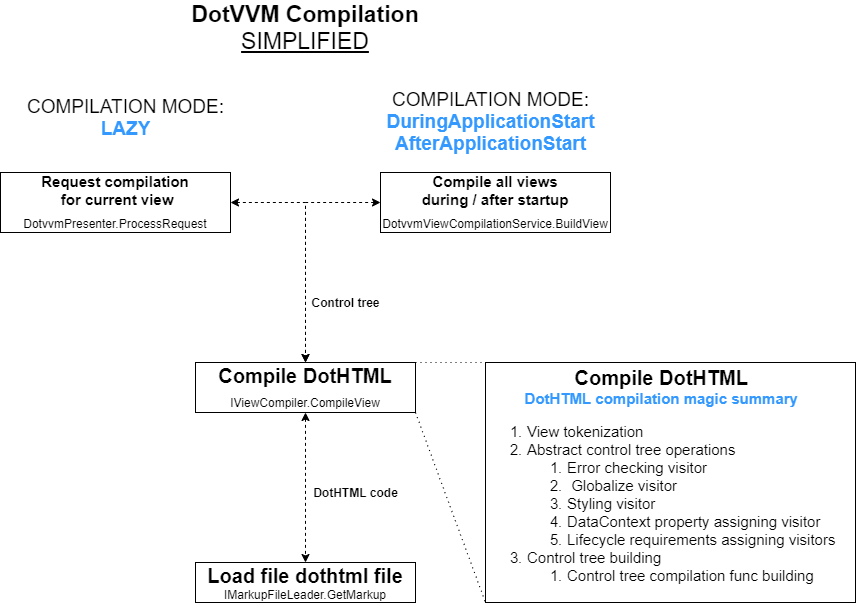 DotVVM Compilation
SIMPLIFIED
COMPILATION MODE:
LAZY
COMPILATION MODE:
DuringApplicationStart
AfterApplicationStart
Request compilation
for current view
DotvvmPresenter.ProcessRequest
Compile all views
during / after startup
DotvvmViewCompilationService.BuildView
Control tree
Compile DotHTML
IViewCompiler.CompileView
DotHTML code
Load file dothtml file
IMarkupFileLeader.GetMarkup
Compile DotHTML
DotHTML compilation magic summary
1. View tokenization
2. Abstract control tree operations
1. Error checking visitor
2. Globalize visitor
3. Styling visitor
4. DataContext property assigning visitor
5. Lifecycle requirements assigning visitors
3. Control tree building
1. Control tree compilation func building